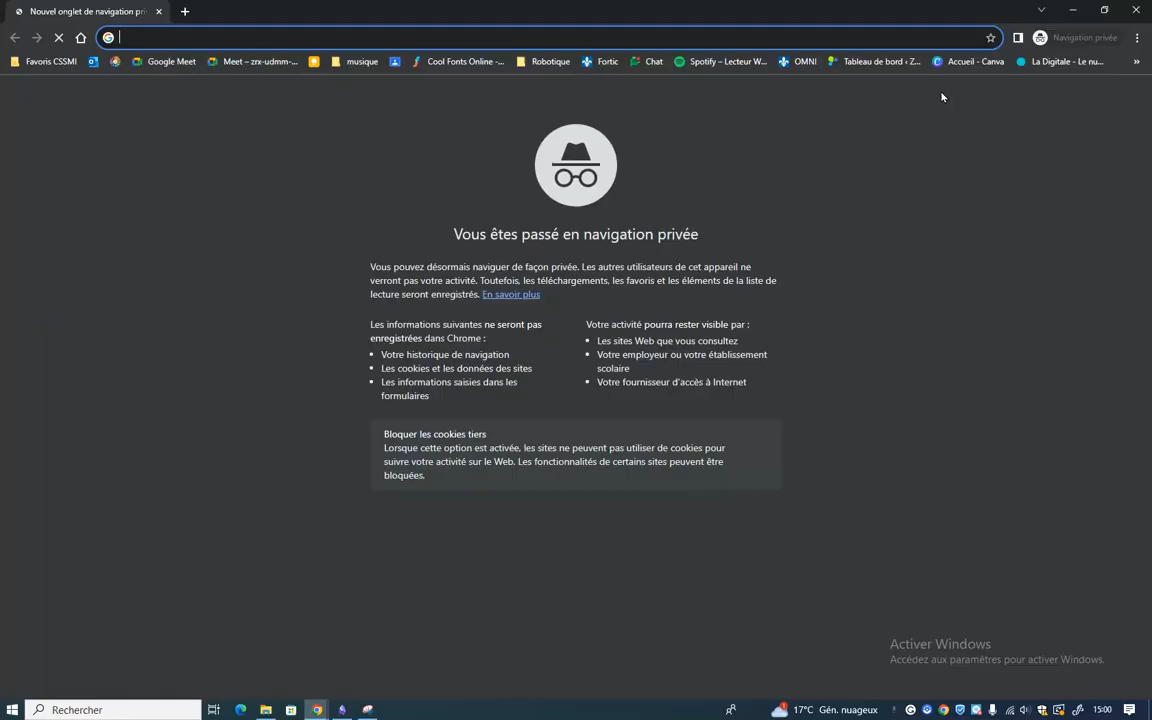 Nouvel onglet de navigation pri
Navigation privée
Favoris CSSMI
Google Meet
Meet – zrx-udmm-...
musique
Cool Fonts Online -...
Robotique
Fortic
Chat
Spotify – Lecteur W...
OMNI
Tableau de bord ‹ Z...
Accueil - Canva
La Digitale - Le nu...
»
Vous êtes passé en navigation privée
Vous pouvez désormais naviguer de façon privée. Les autres utilisateurs de cet appareil ne
verront pas votre activité. Toutefois, les téléchargements, les favoris et les éléments de la liste de
lecture seront enregistrés. En savoir plus
Les informations suivantes ne seront pas
enregistrées dans Chrome :
• Votre historique de navigation
• Les cookies et les données des sites
• Les informations saisies dans les
formulaires
Votre activité pourra rester visible par :
• Les sites Web que vous consultez
• Votre employeur ou votre établissement
scolaire
• Votre fournisseur d'accès à Internet
Bloquer les cookies tiers
Lorsque cette option est activée, les sites ne peuvent pas utiliser de cookies pour
suivre votre activité sur le Web. Les fonctionnalités de certains sites peuvent être
bloquées.
Activer Windows
Accédez aux paramètres pour activer Windows.
Rechercher
17°C Gén. nuageux
15:00